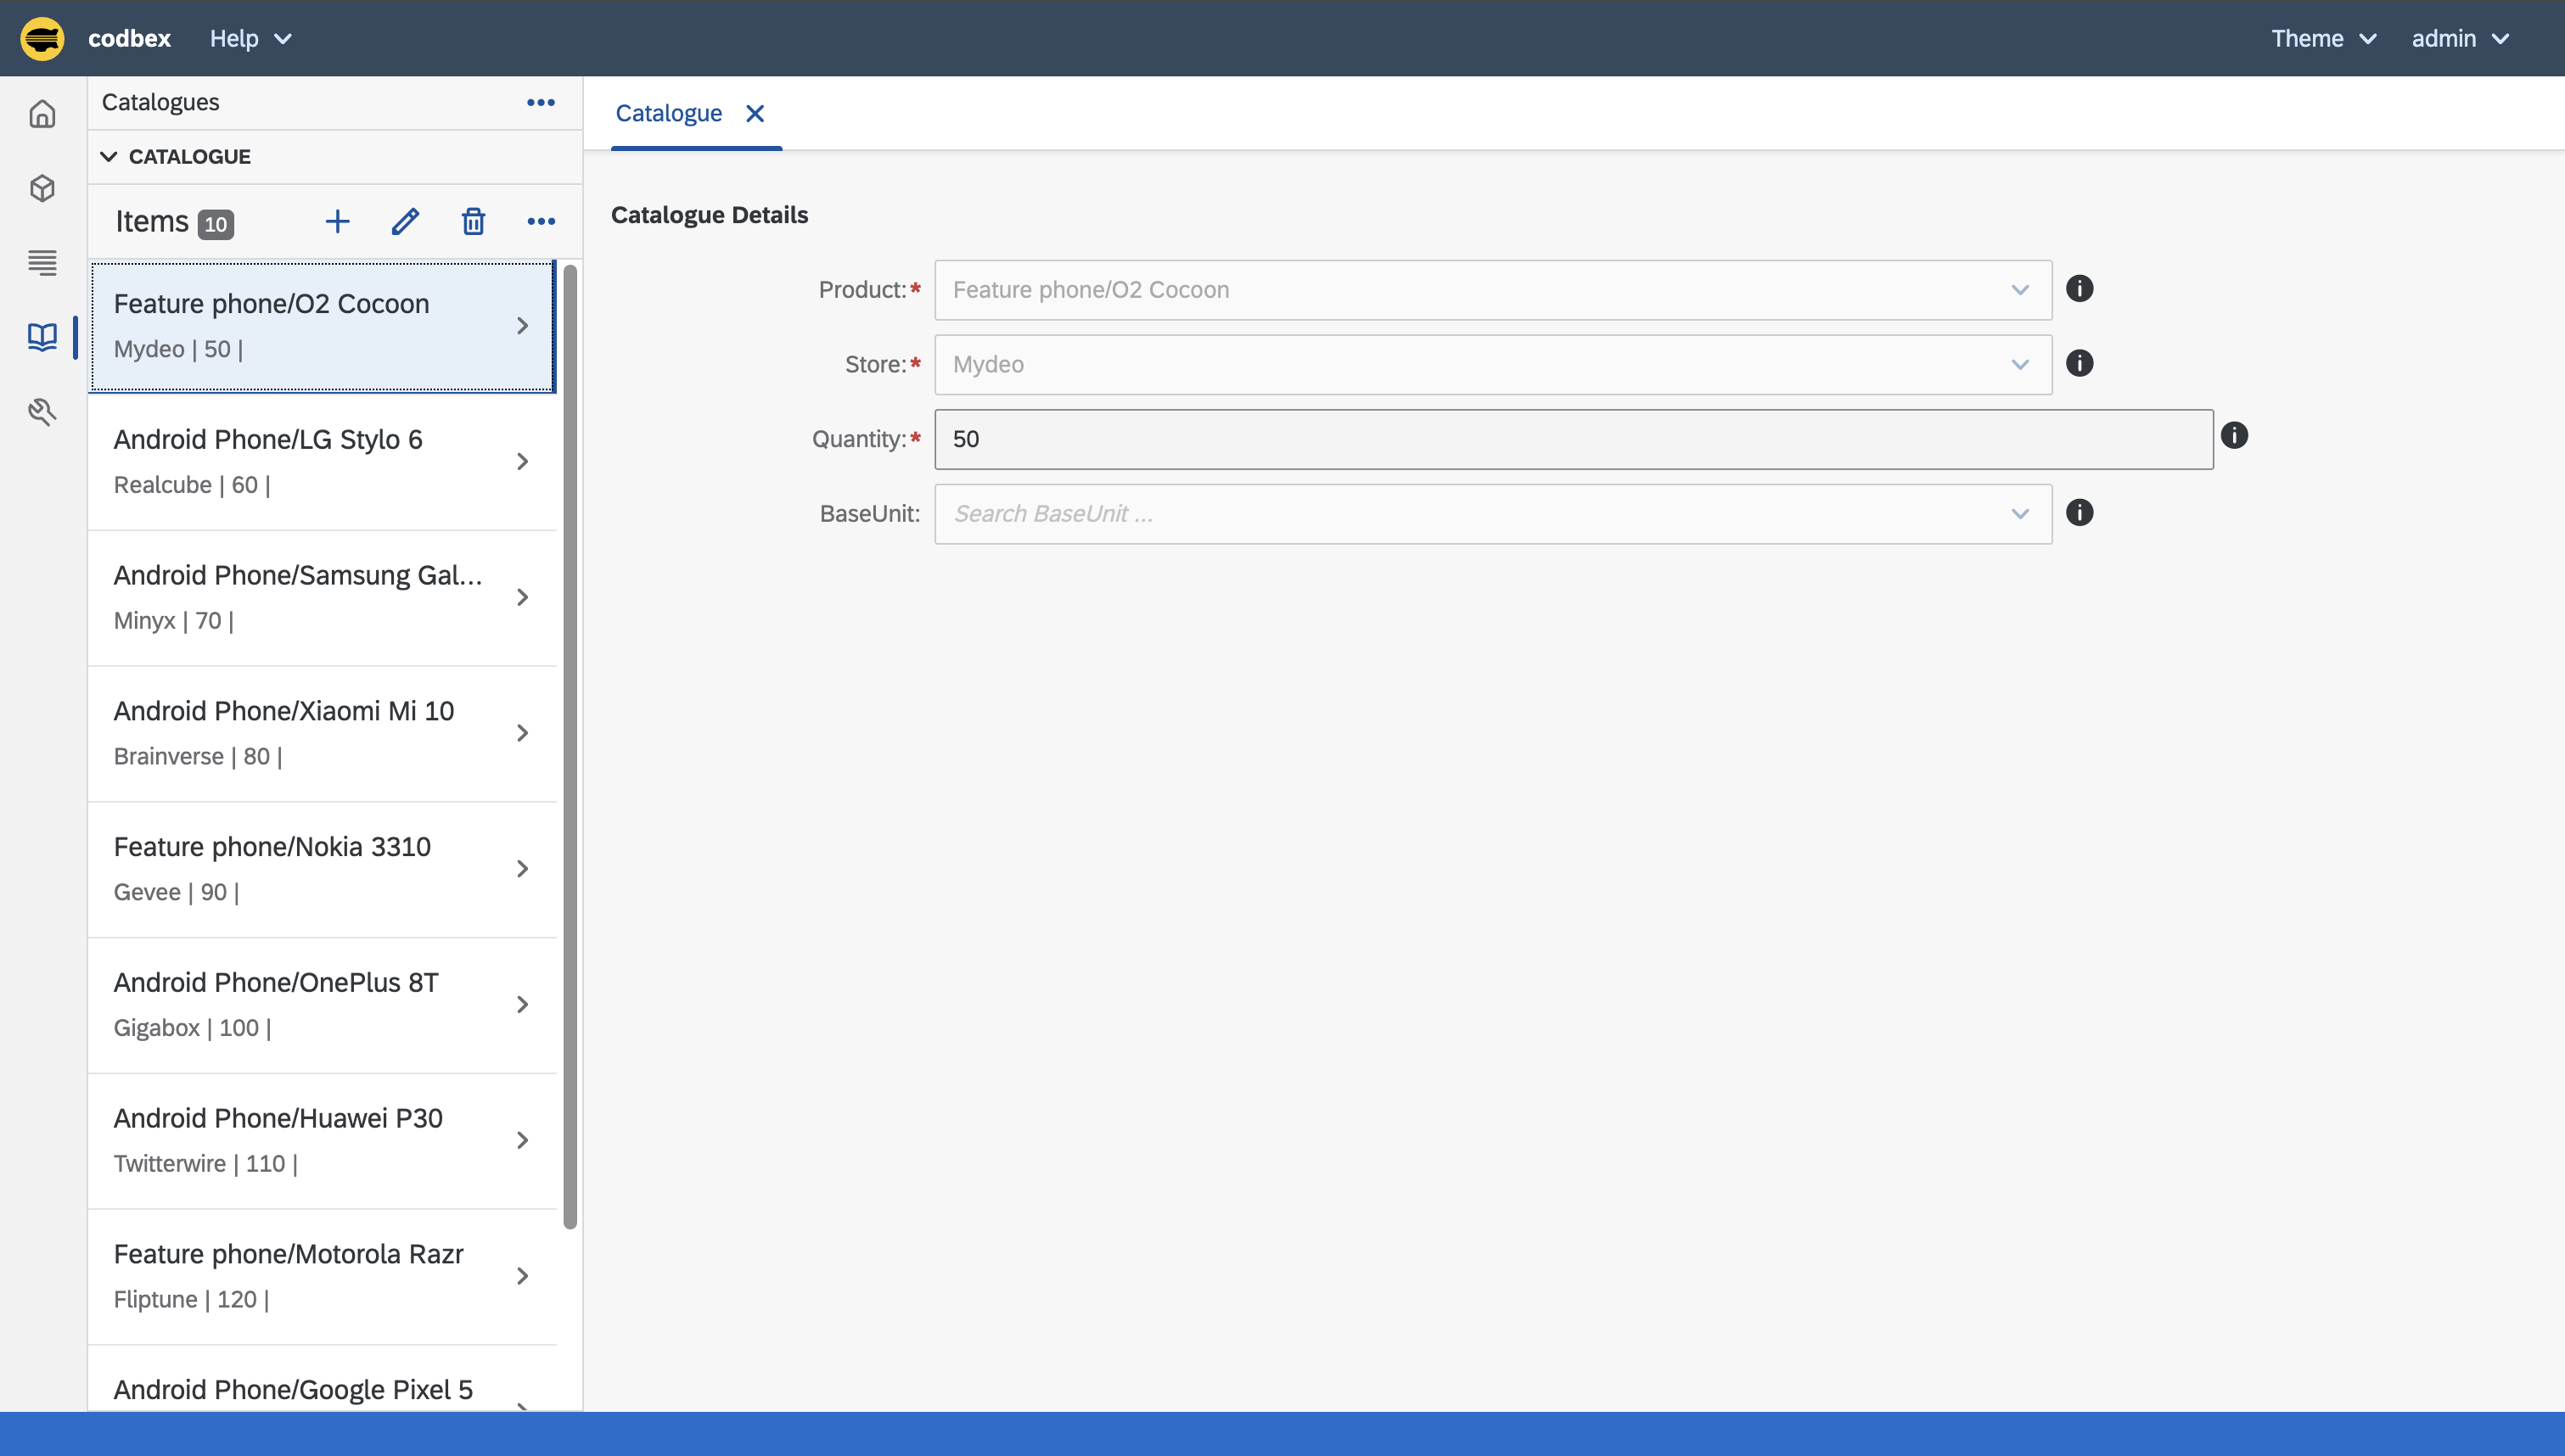 codbex Help Theme admin
Catalogues
CATALOGUE
Items 10
Feature phone/O2 Cocoon
Mydeo | 50 |
Android Phone/LG Stylo 6
Realcube | 60 |
Android Phone/Samsung Gal...
Minyx | 70 |
Android Phone/Xiaomi Mi 10
Brainverse | 80 |
Feature phone/Nokia 3310
Gevee | 90 |
Android Phone/OnePlus 8T
Gigabox | 100 |
Android Phone/Huawei P30
Twitterwire | 110 |
Feature phone/Motorola Razr
Fliptune | 120 |
Android Phone/Google Pixel 5
Catalogue
Catalogue Details
Product:* Feature phone/O2 Cocoon
Store:* Mydeo
Quantity:* 50
BaseUnit: Search BaseUnit ...